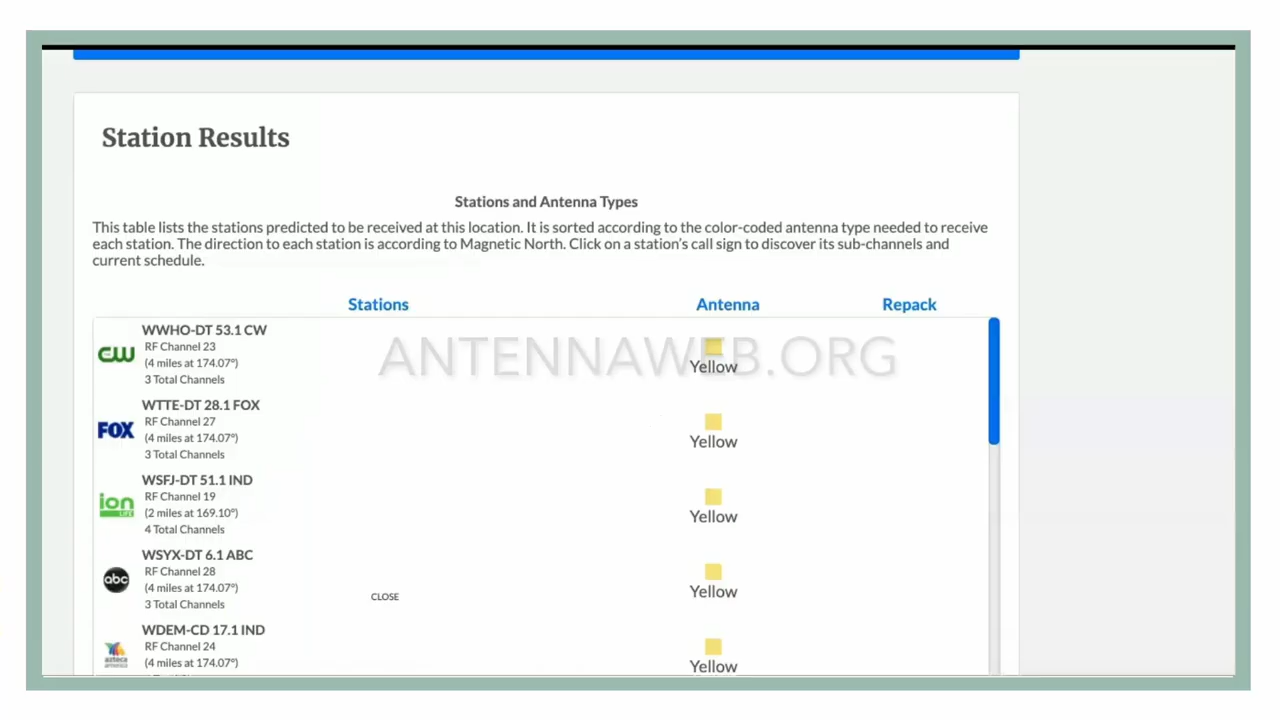 Station Results
Stations and Antenna Types
This table lists the stations predicted to be received at this location. It is sorted according to the color-coded antenna type needed to receive
each station. The direction to each station is according to Magnetic North. Click on a station's call sign to discover its sub-channels and
current schedule.
Stations Antenna Repack
ANTENNAWEB.ORG
CW
WWHO-DT 53.1 CW
RF Channel 23
(4 miles at 174.07°)
3 Total Channels
Yellow
FOX
WTTE-DT 28.1 FOX
RF Channel 27
(4 miles at 174.07°)
3 Total Channels
Yellow
ion
LIFE
WSFJ-DT 51.1 IND
RF Channel 19
(2 miles at 169.10°)
4 Total Channels
Yellow
abc
WSYX-DT 6.1 ABC
RF Channel 28
(4 miles at 174.07°)
3 Total Channels
Yellow
CLOSE
azteca
america
WDEM-CD 17.1 IND
RF Channel 24
(4 miles at 174.07°)
Yellow